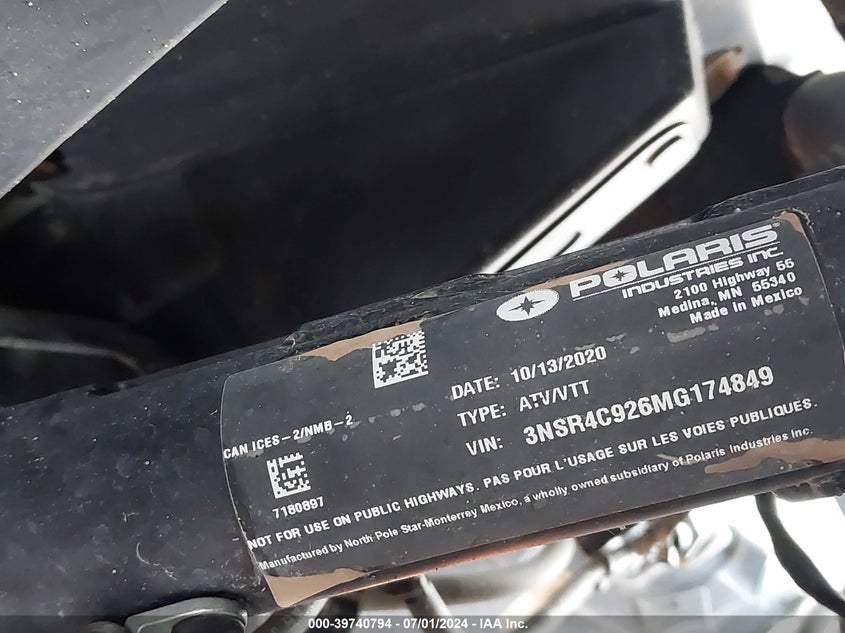 POLARIS
INDUSTRIES INC.
2100 Highway 55
Medina, MN 55340
Made in Mexico
DATE: 10/13/2020
TYPE: ATV/VTT
VIN: 3NSR4C926MG174849
CAN ICES-2/NMB-2
7180897
NOT FOR USE ON PUBLIC HIGHWAYS. PAS POUR L'USAGE SUR LES VOIES PUBLIQUES.
Manufactured by North Pole Star-Monterrey Mexico, a wholly owned subsidiary of Polaris Industries Inc.
000-39740794 - 07/01/2024 - IAA Inc.